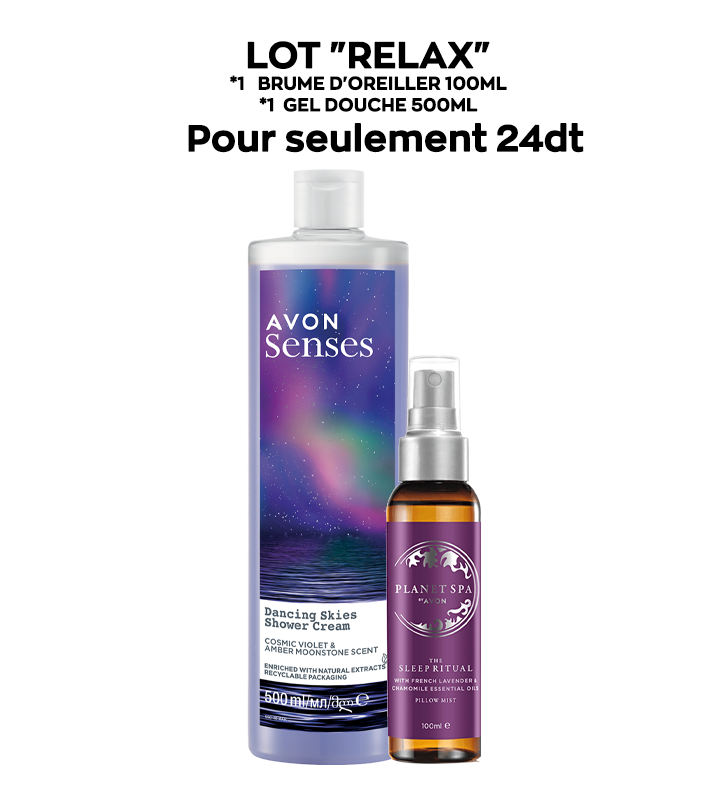 LOT "RELAX"
*1 BRUME D'OREILLER 100ML
*1 GEL DOUCHE 500ML
Pour seulement 24dt
AVON
Senses
Dancing Skies
Shower Cream
COSMIC VIOLET &
AMBER MOONSTONE SCENT
ENRICHED WITH NATURAL EXTRACTS
RECYCLABLE PACKAGING
500 ml/мл/მლ ℮
PLANET SPA
BY AVON
THE
SLEEP RITUAL
WITH FRENCH LAVENDER &
CHAMOMILE ESSENTIAL OILS
PILLOW MIST
100ml ℮